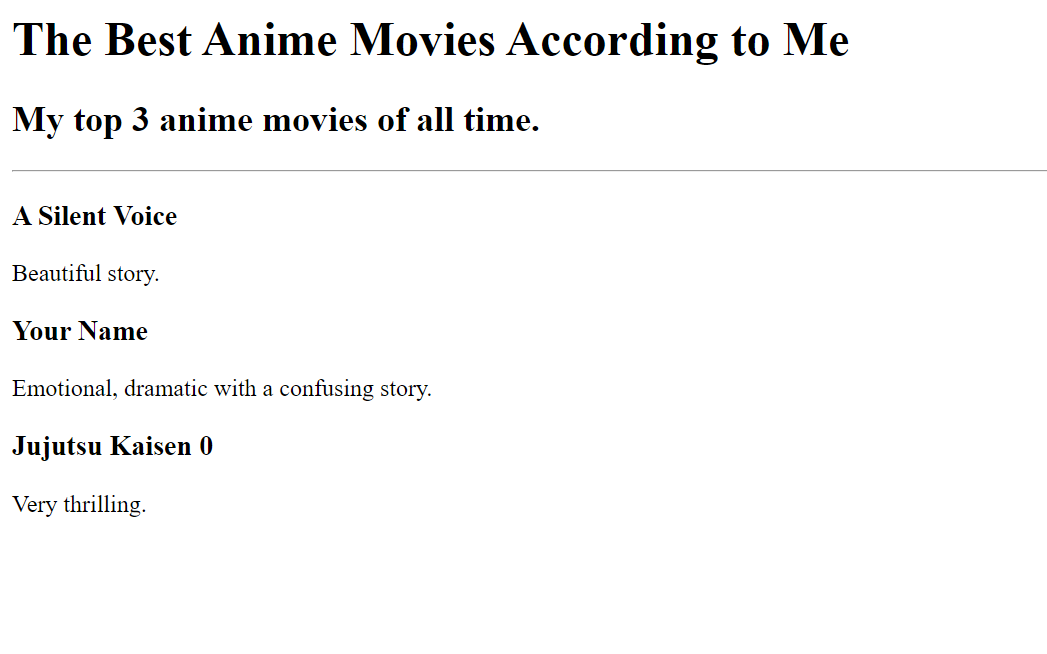 The Best Anime Movies According to Me
My top 3 anime movies of all time.
A Silent Voice
Beautiful story.
Your Name
Emotional, dramatic with a confusing story.
Jujutsu Kaisen 0
Very thrilling.